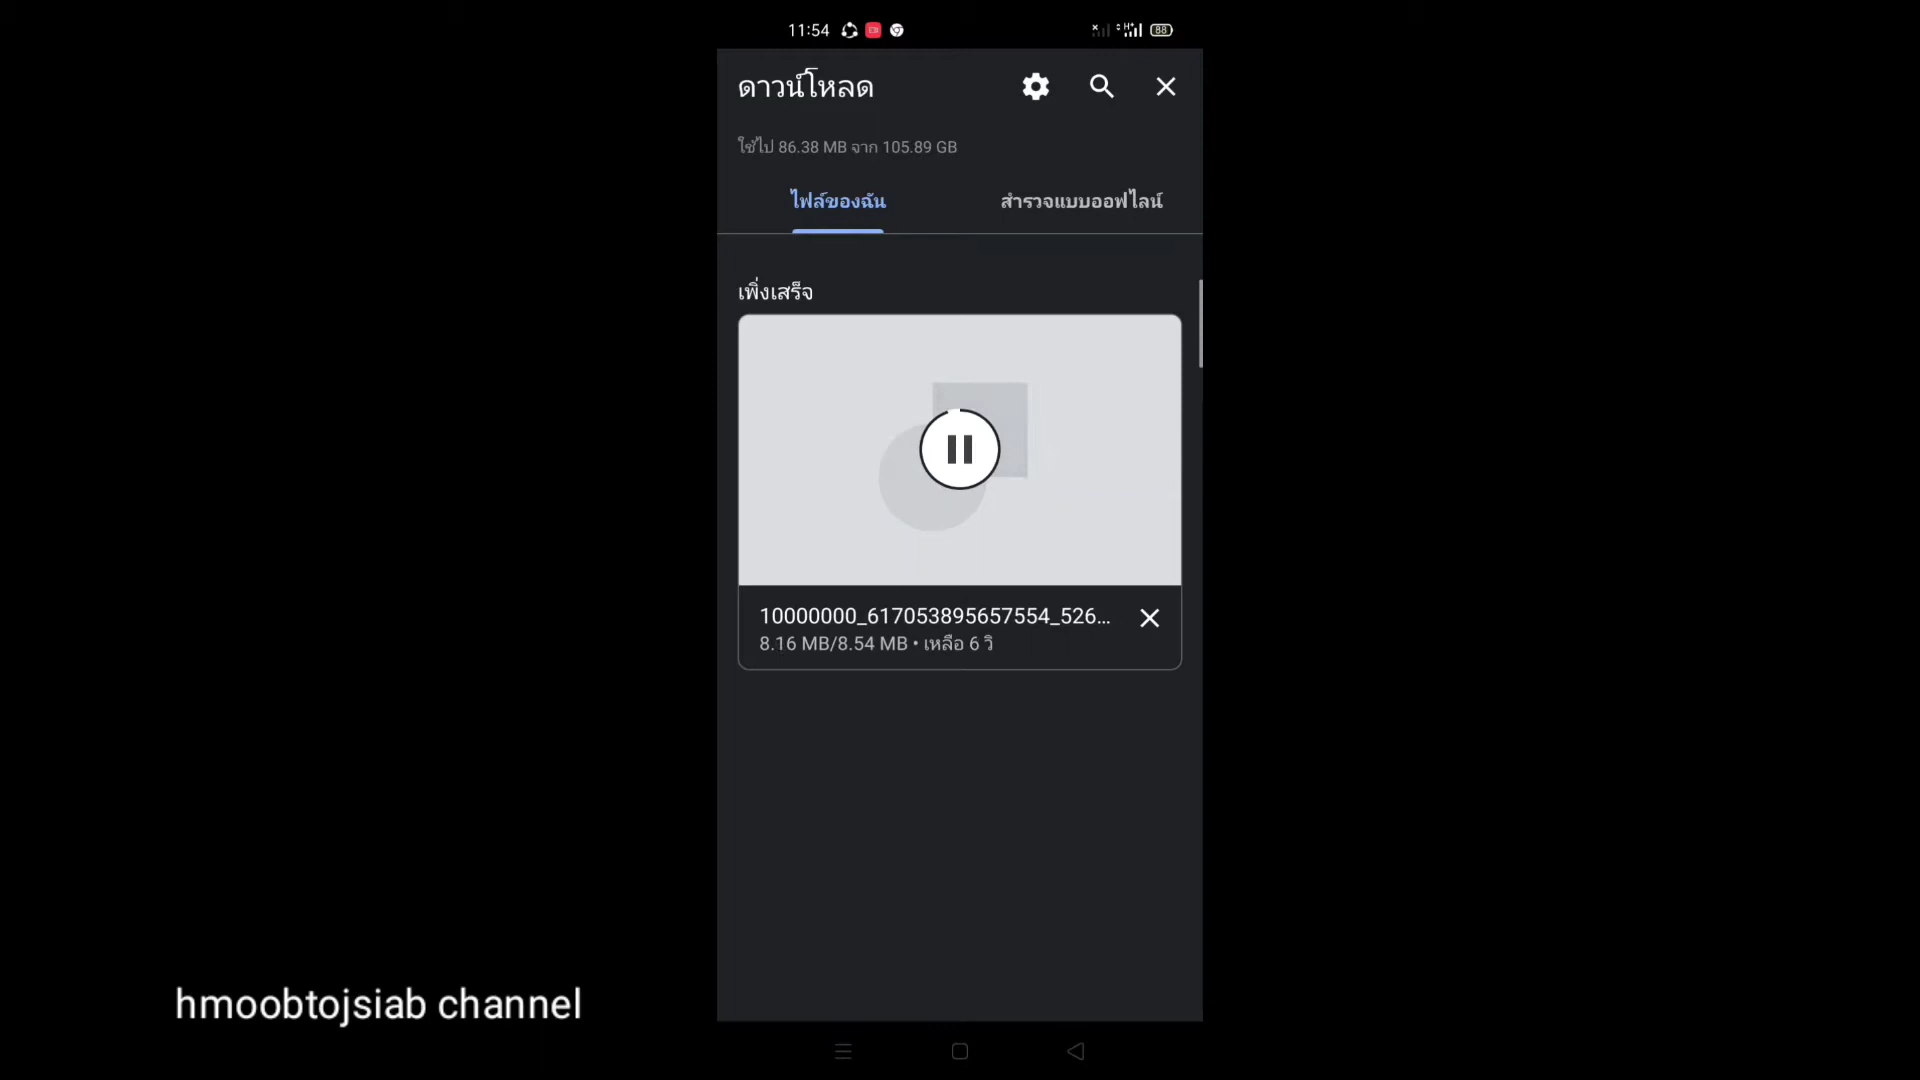 11:54
H+
88
ดาวน์โหลด
ใช้ไป 86.38 MB จาก 105.89 GB
ไฟล์ของฉัน
สำรวจแบบออฟไลน์
เพิ่งเสร็จ
10000000_617053895657554_526...
8.16 MB/8.54 MB • เหลือ 6 วิ
hmoobtojsiab channel